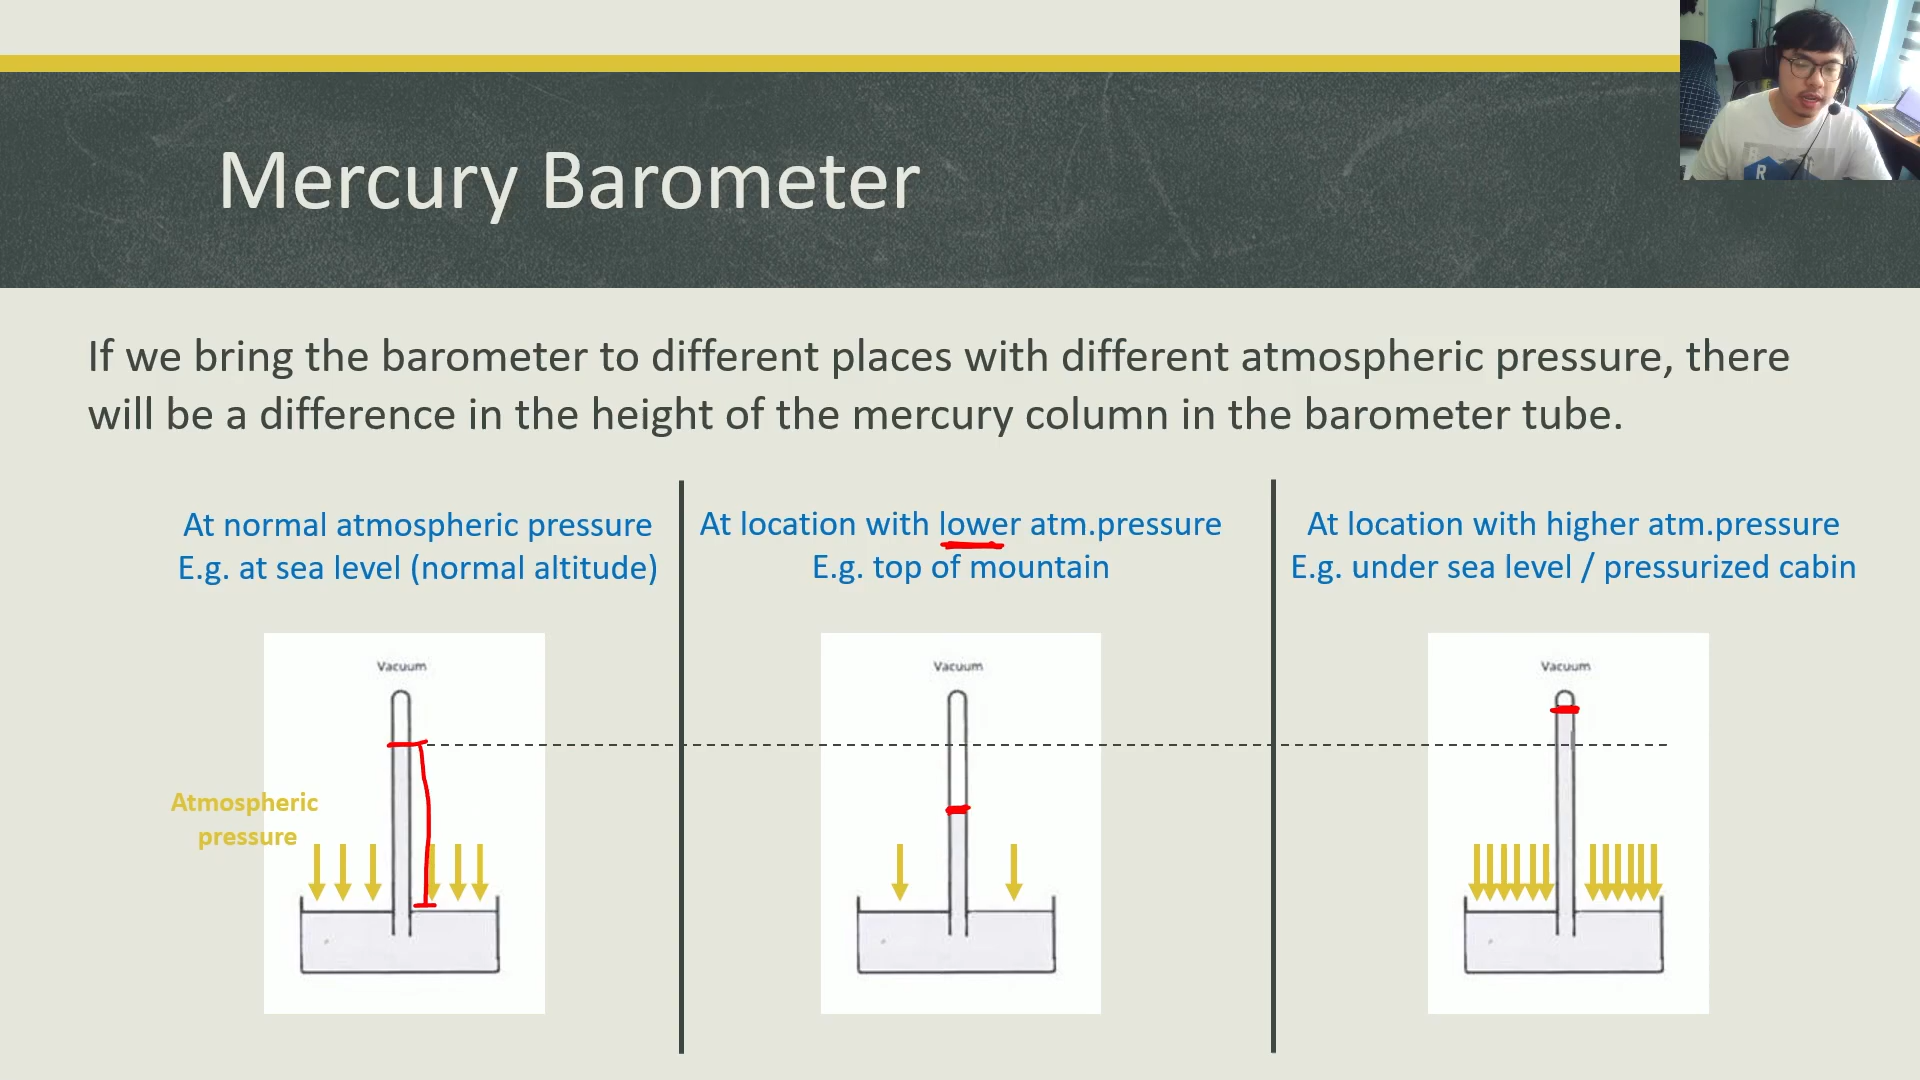 Mercury Barometer
If we bring the barometer to different places with different atmospheric pressure, there
will be a difference in the height of the mercury column in the barometer tube.
At normal atmospheric pressure
E.g. at sea level (normal altitude)
At location with lower atm.pressure
E.g. top of mountain
At location with higher atm.pressure
E.g. under sea level / pressurized cabin
Vacuum
Vacuum
Vacuum
Atmospheric
pressure
R